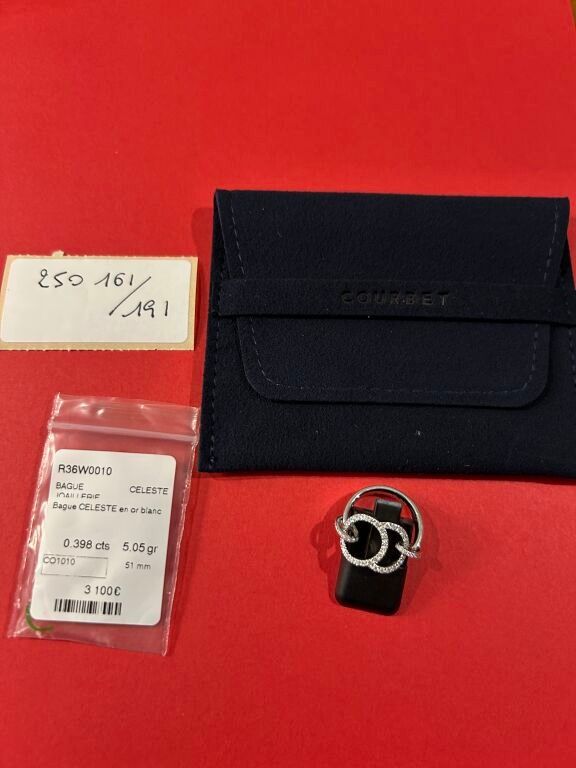 250 161/
/191
COURBET
R36W0010
BAGUE CELESTE
JOAILLERIE
Bague CELESTE en or blanc
0.398 cts 5.05 gr
CO1010 51 mm
3 100€